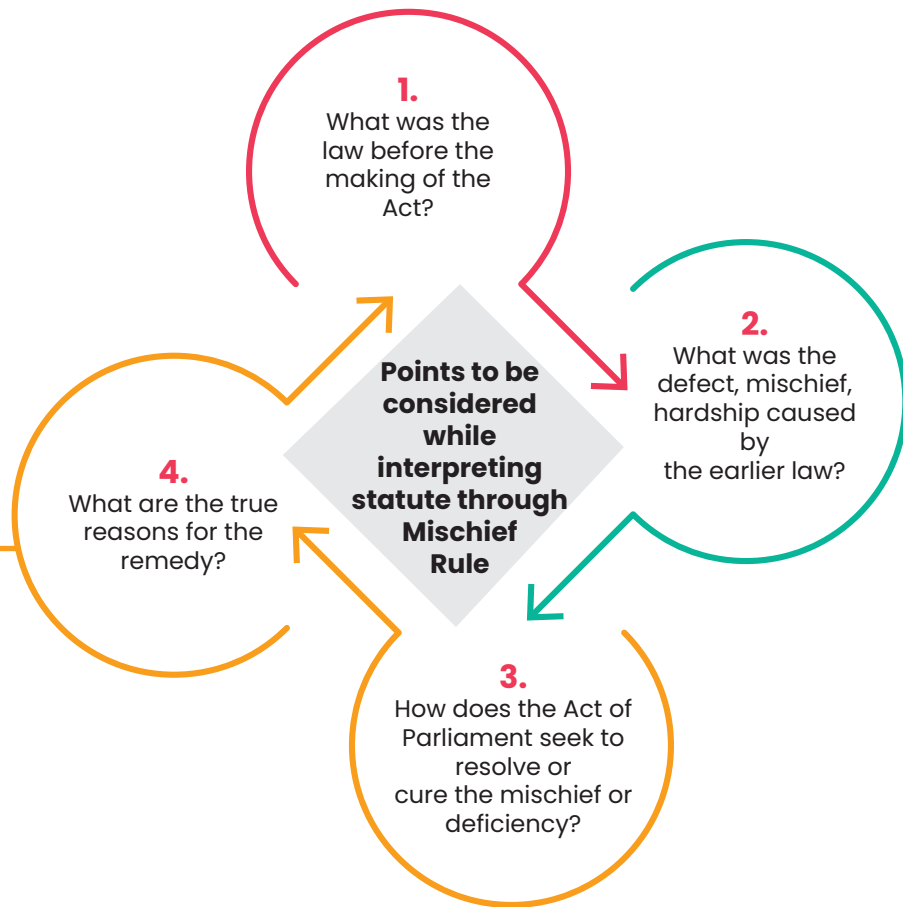 1.
What was the
law before the
making of the
Act?
2.
What was the
defect, mischief,
hardship caused
by
the earlier law?
Points to be
considered
while
interpreting
statute through
Mischief
Rule
3.
How does the Act of
Parliament seek to
resolve or
cure the mischief or
deficiency?
4.
What are the true
reasons for the
remedy?